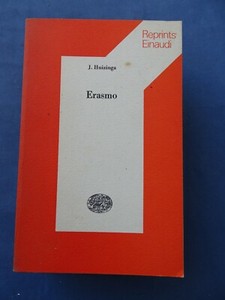 Reprints
Einaudi
J. Huizinga
Erasmo